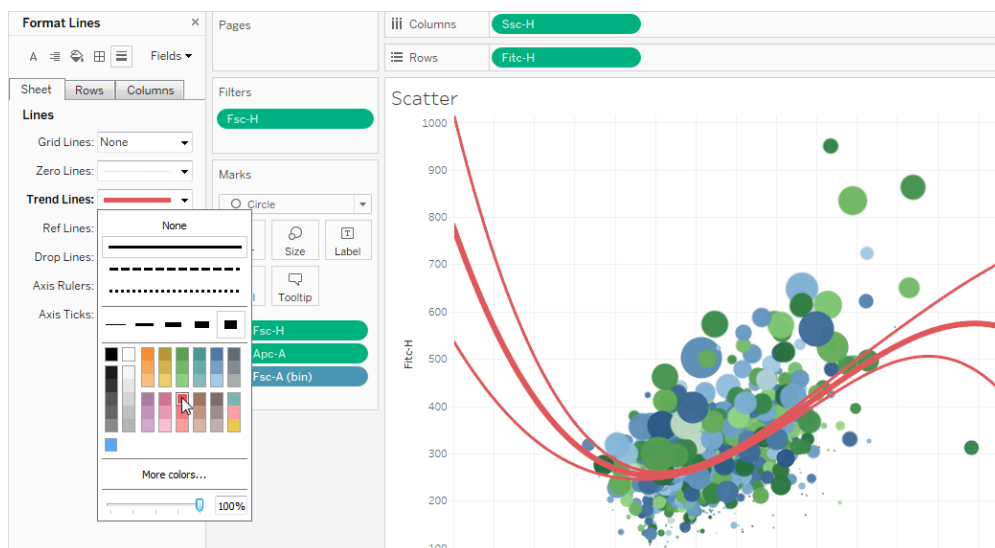 Format Lines ×
A Fields
Sheet Rows Columns
Lines
Grid Lines: None
Zero Lines:
Trend Lines:
Ref Lines:
Drop Lines:
Axis Rulers:
Axis Ticks:
None
More colors...
100%
Pages
Filters
Fsc-H
Marks
Circle
Size Label
Tooltip
Fsc-H
Apc-A
Fsc-A (bin)
Columns Ssc-H
Rows Fitc-H
Scatter
1000
900
800
700
600
500
400
300
200
100
Fitc-H